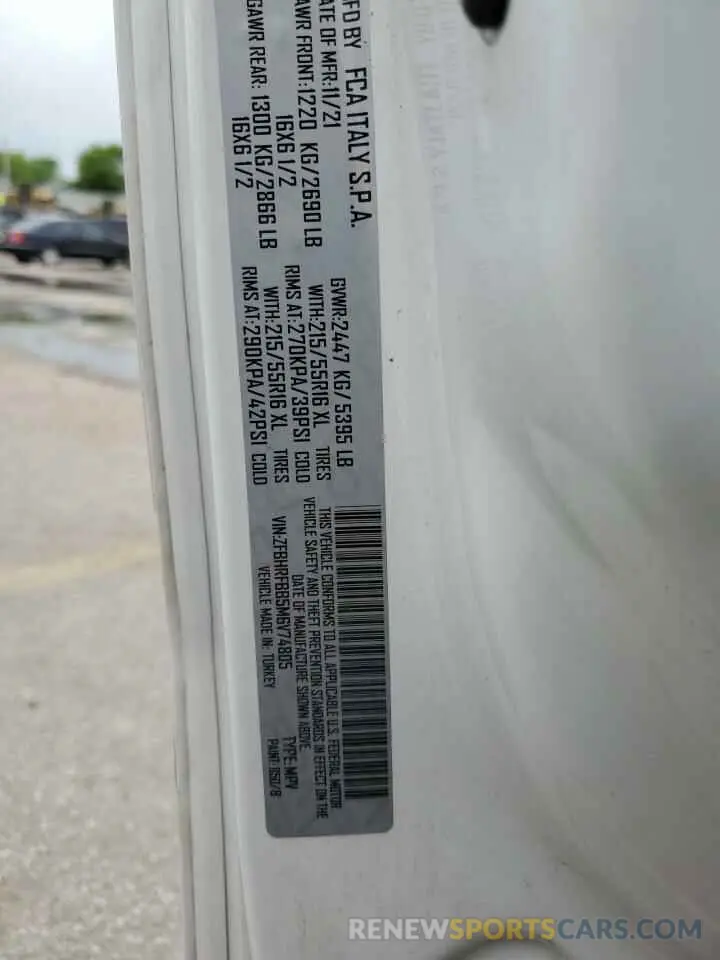 MFD BY FCA ITALY S.P.A.
DATE OF MFR:11/21 GVWR:2447 KG/5395 LB
GAWR FRONT:1220 KG/2690 LB WITH:215/55R16 XL TIRES
16X6 1/2 RIMS AT:270KPA/39PSI COLD
GAWR REAR: 1300 KG/2866 LB WITH:215/55R16 XL TIRES
16X6 1/2 RIMS AT:290KPA/42PSI COLD
THIS VEHICLE CONFORMS TO ALL APPLICABLE U.S. FEDERAL MOTOR
VEHICLE SAFETY AND THEFT PREVENTION STANDARDS IN EFFECT ON THE
DATE OF MANUFACTURE SHOWN ABOVE.
VIN:ZFBHRFBB5M6V74805 TYPE:MPV
VEHICLE MADE IN: TURKEY PAINT: 
RENEWSPORTSCARS.COM